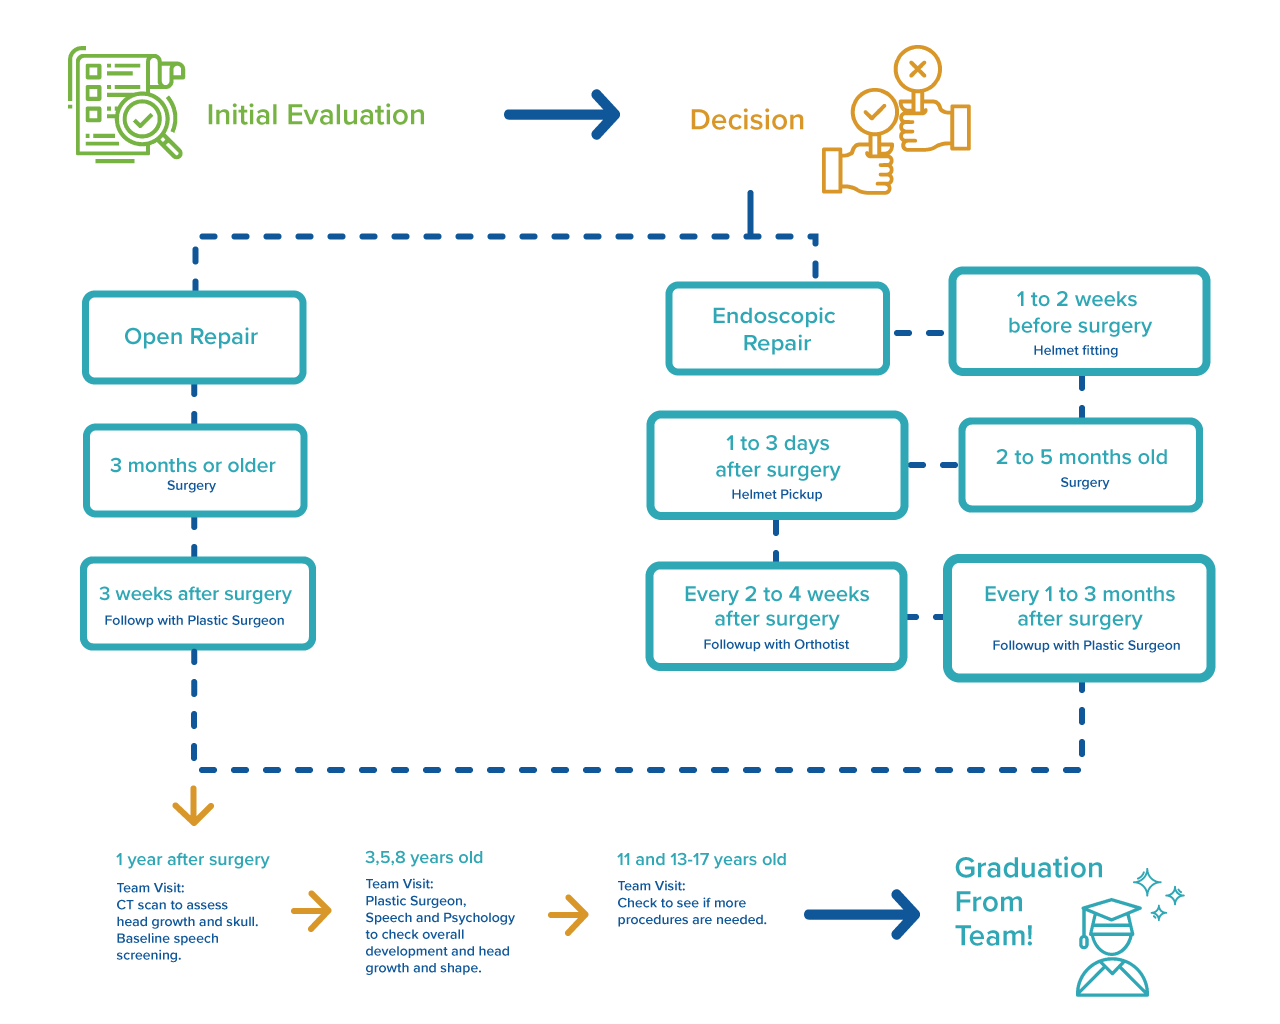 Initial Evaluation
Decision
Open Repair
3 months or older
Surgery
3 weeks after surgery
Followp with Plastic Surgeon
Endoscopic
Repair
1 to 2 weeks
before surgery
Helmet fitting
2 to 5 months old
Surgery
1 to 3 days
after surgery
Helmet Pickup
Every 2 to 4 weeks
after surgery
Followup with Orthotist
Every 1 to 3 months
after surgery
Followup with Plastic Surgeon
1 year after surgery
Team Visit:
CT scan to assess
head growth and skull.
Baseline speech
screening.
3,5,8 years old
Team Visit:
Plastic Surgeon,
Speech and Psychology
to check overall
development and head
growth and shape.
11 and 13-17 years old
Team Visit:
Check to see if more
procedures are needed.
Graduation
From
Team!